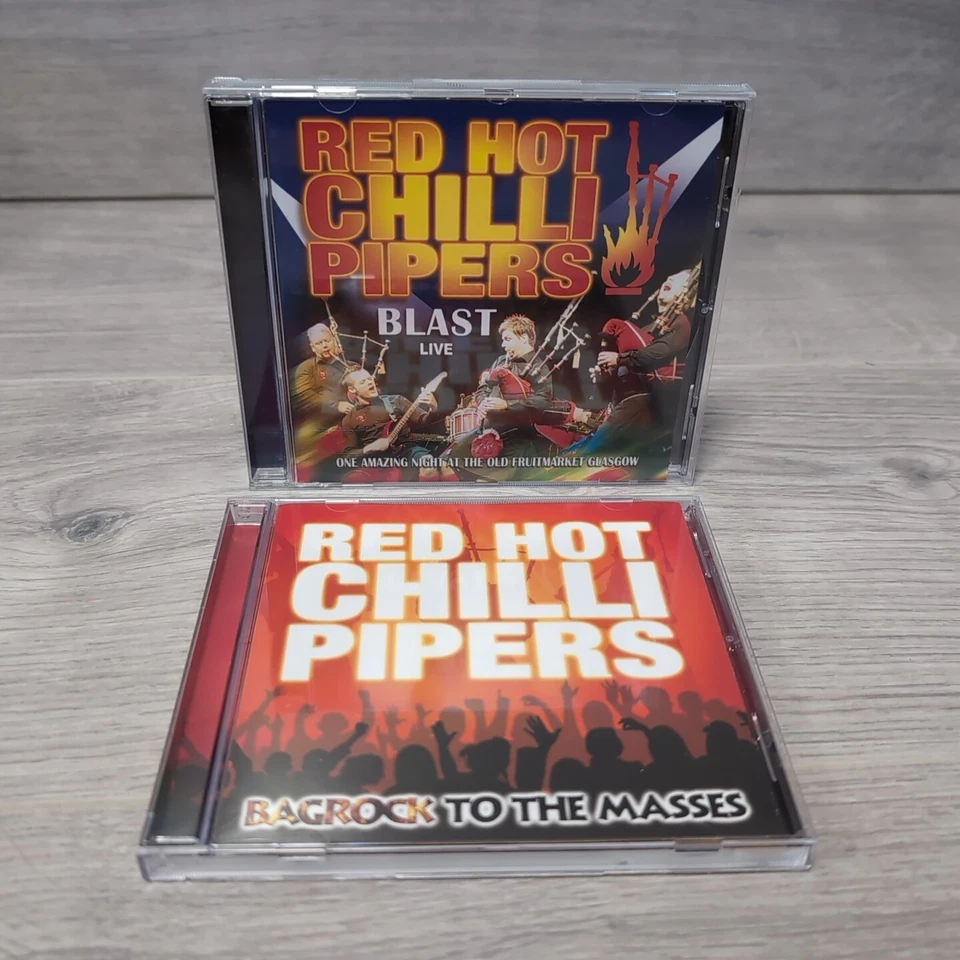 RED HOT
CHILLI
PIPERS
BLAST
LIVE
ONE AMAZING NIGHT AT THE OLD FRUITMARKET GLASGOW
RED HOT
CHILLI
PIPERS
BAGROCK TO THE MASSES